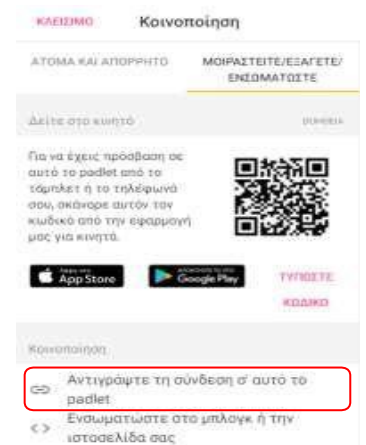 ΚΛΕΙΣΙΜΟ Κοινοποίηση
ΑΤΟΜΑ ΚΑΙ ΑΠΟΡΡΗΤΟ
ΜΟΙΡΑΣΤΕΙΤΕ/ΕΞΑΓΕΤΕ/
ΕΝΣΩΜΑΤΩΣΤΕ
Δείτε στο κινητό
Για να έχεις πρόσβαση σε
αυτό το padlet από το
τάμπλετ ή το τηλέφωνό
σου, σκάναρε αυτόν τον
κωδικό από την εφαρμογή
μας για κινητά.
App Store
Google Play
ΤΥΠΩΣΤΕ
ΚΩΔΙΚΟ
Κοινοποίηση
Αντιγράψτε τη σύνδεση σ' αυτό το
padlet
Ενσωματώστε στο μπλογκ ή την
ιστοσελίδα σας